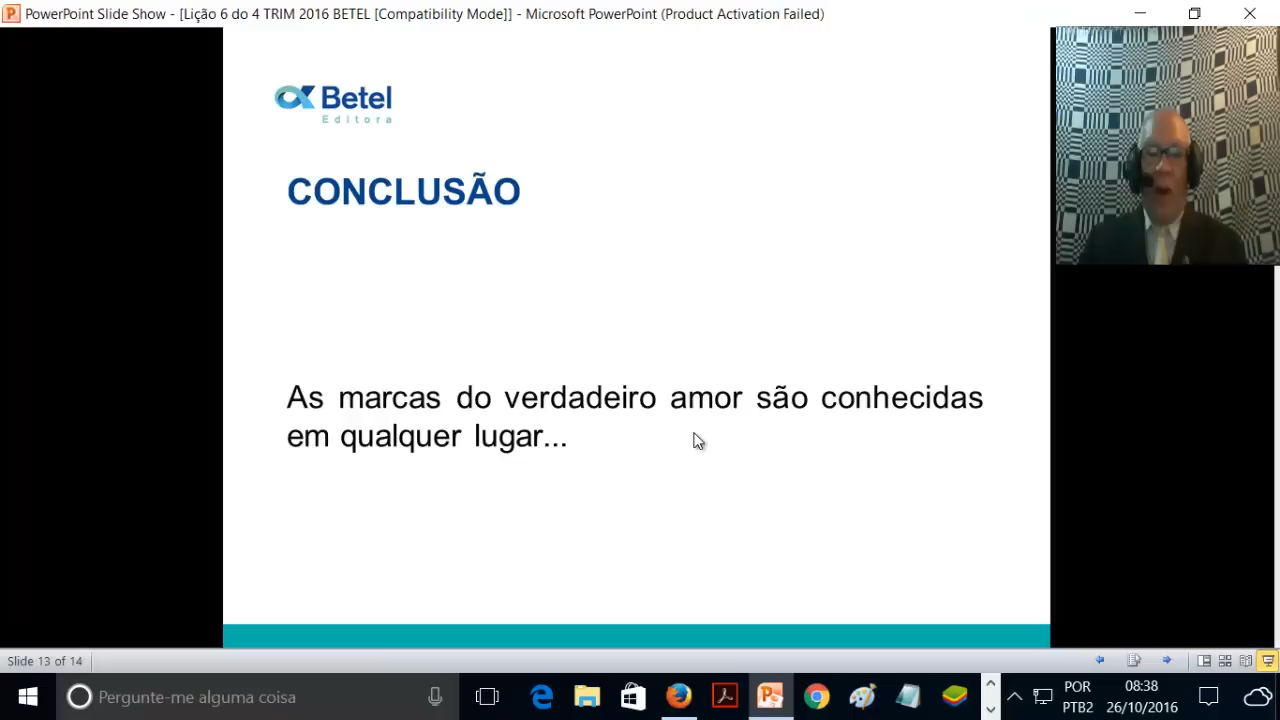 PowerPoint Slide Show - [Lição 6 do 4 TRIM 2016 BETEL [Compatibility Mode]] - Microsoft PowerPoint (Product Activation Failed)
Betel
Editora
CONCLUSÃO
As marcas do verdadeiro amor são conhecidas
em qualquer lugar...
Slide 13 of 14
Pergunte-me alguma coisa
POR
PTB2
08:38
26/10/2016